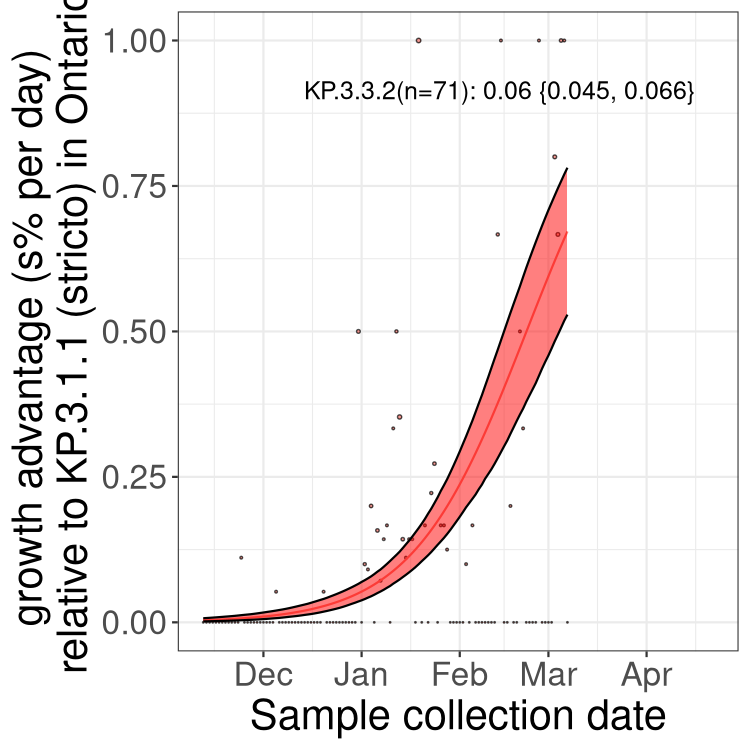 growth advantage (s% per day)
relative to KP.3.1.1 (stricto) in Ontario
1.00
0.75
0.50
0.25
0.00
KP.3.3.2(n=71): 0.06 {0.045, 0.066}
Dec Jan Feb Mar Apr
Sample collection date